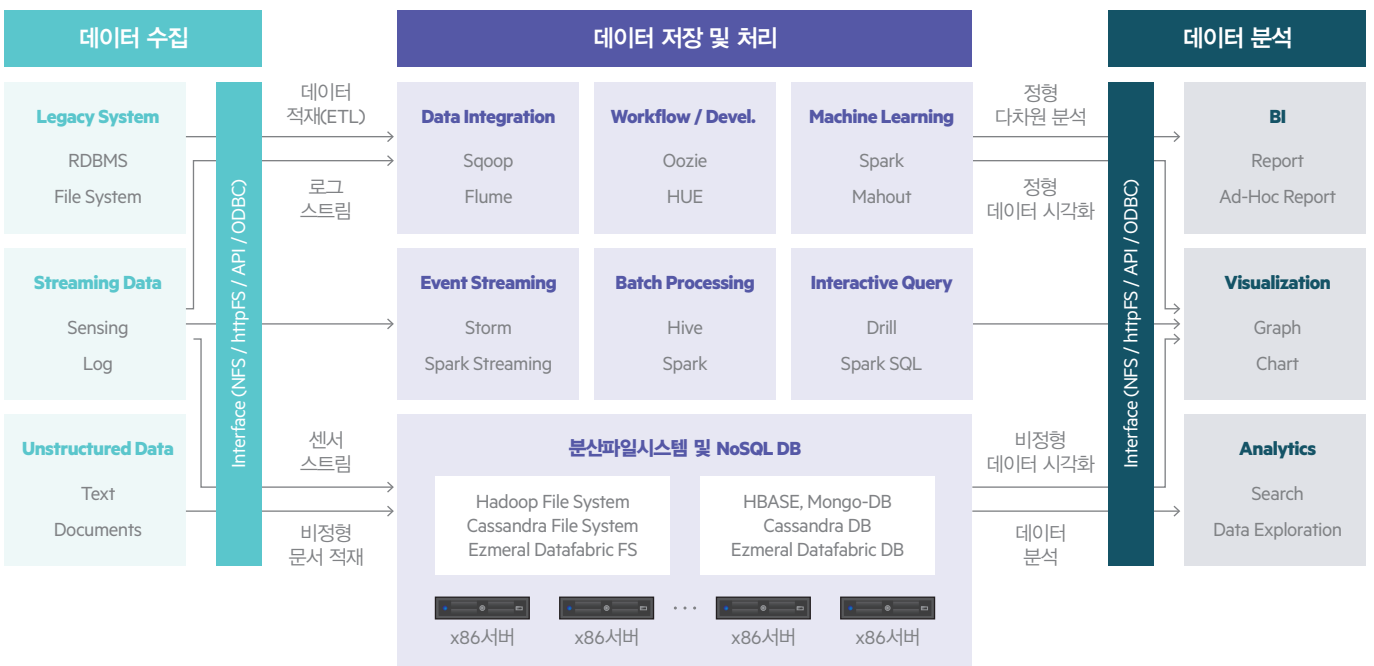 데이터 수집
데이터 저장 및 처리
데이터 분석
Legacy System
RDBMS
File System
Streaming Data
Sensing
Log
Unstructured Data
Text
Documents
Interface (NFS / httpFS / API / ODBC)
데이터
적재(ETL)
로그
스트림
센서
스트림
비정형
문서 적재
Data Integration
Sqoop
Flume
Workflow / Devel.
Oozie
HUE
Machine Learning
Spark
Mahout
Event Streaming
Storm
Spark Streaming
Batch Processing
Hive
Spark
Interactive Query
Drill
Spark SQL
분산파일시스템 및 NoSQL DB
Hadoop File System
Cassandra File System
Ezmeral Datafabric FS
HBASE, Mongo-DB
Cassandra DB
Ezmeral Datafabric DB
...
x86서버
x86서버
x86서버
x86서버
정형
다차원 분석
정형
데이터 시각화
비정형
데이터 시각화
데이터
분석
Interface (NFS / httpFS / API / ODBC)
BI
Report
Ad-Hoc Report
Visualization
Graph
Chart
Analytics
Search
Data Exploration